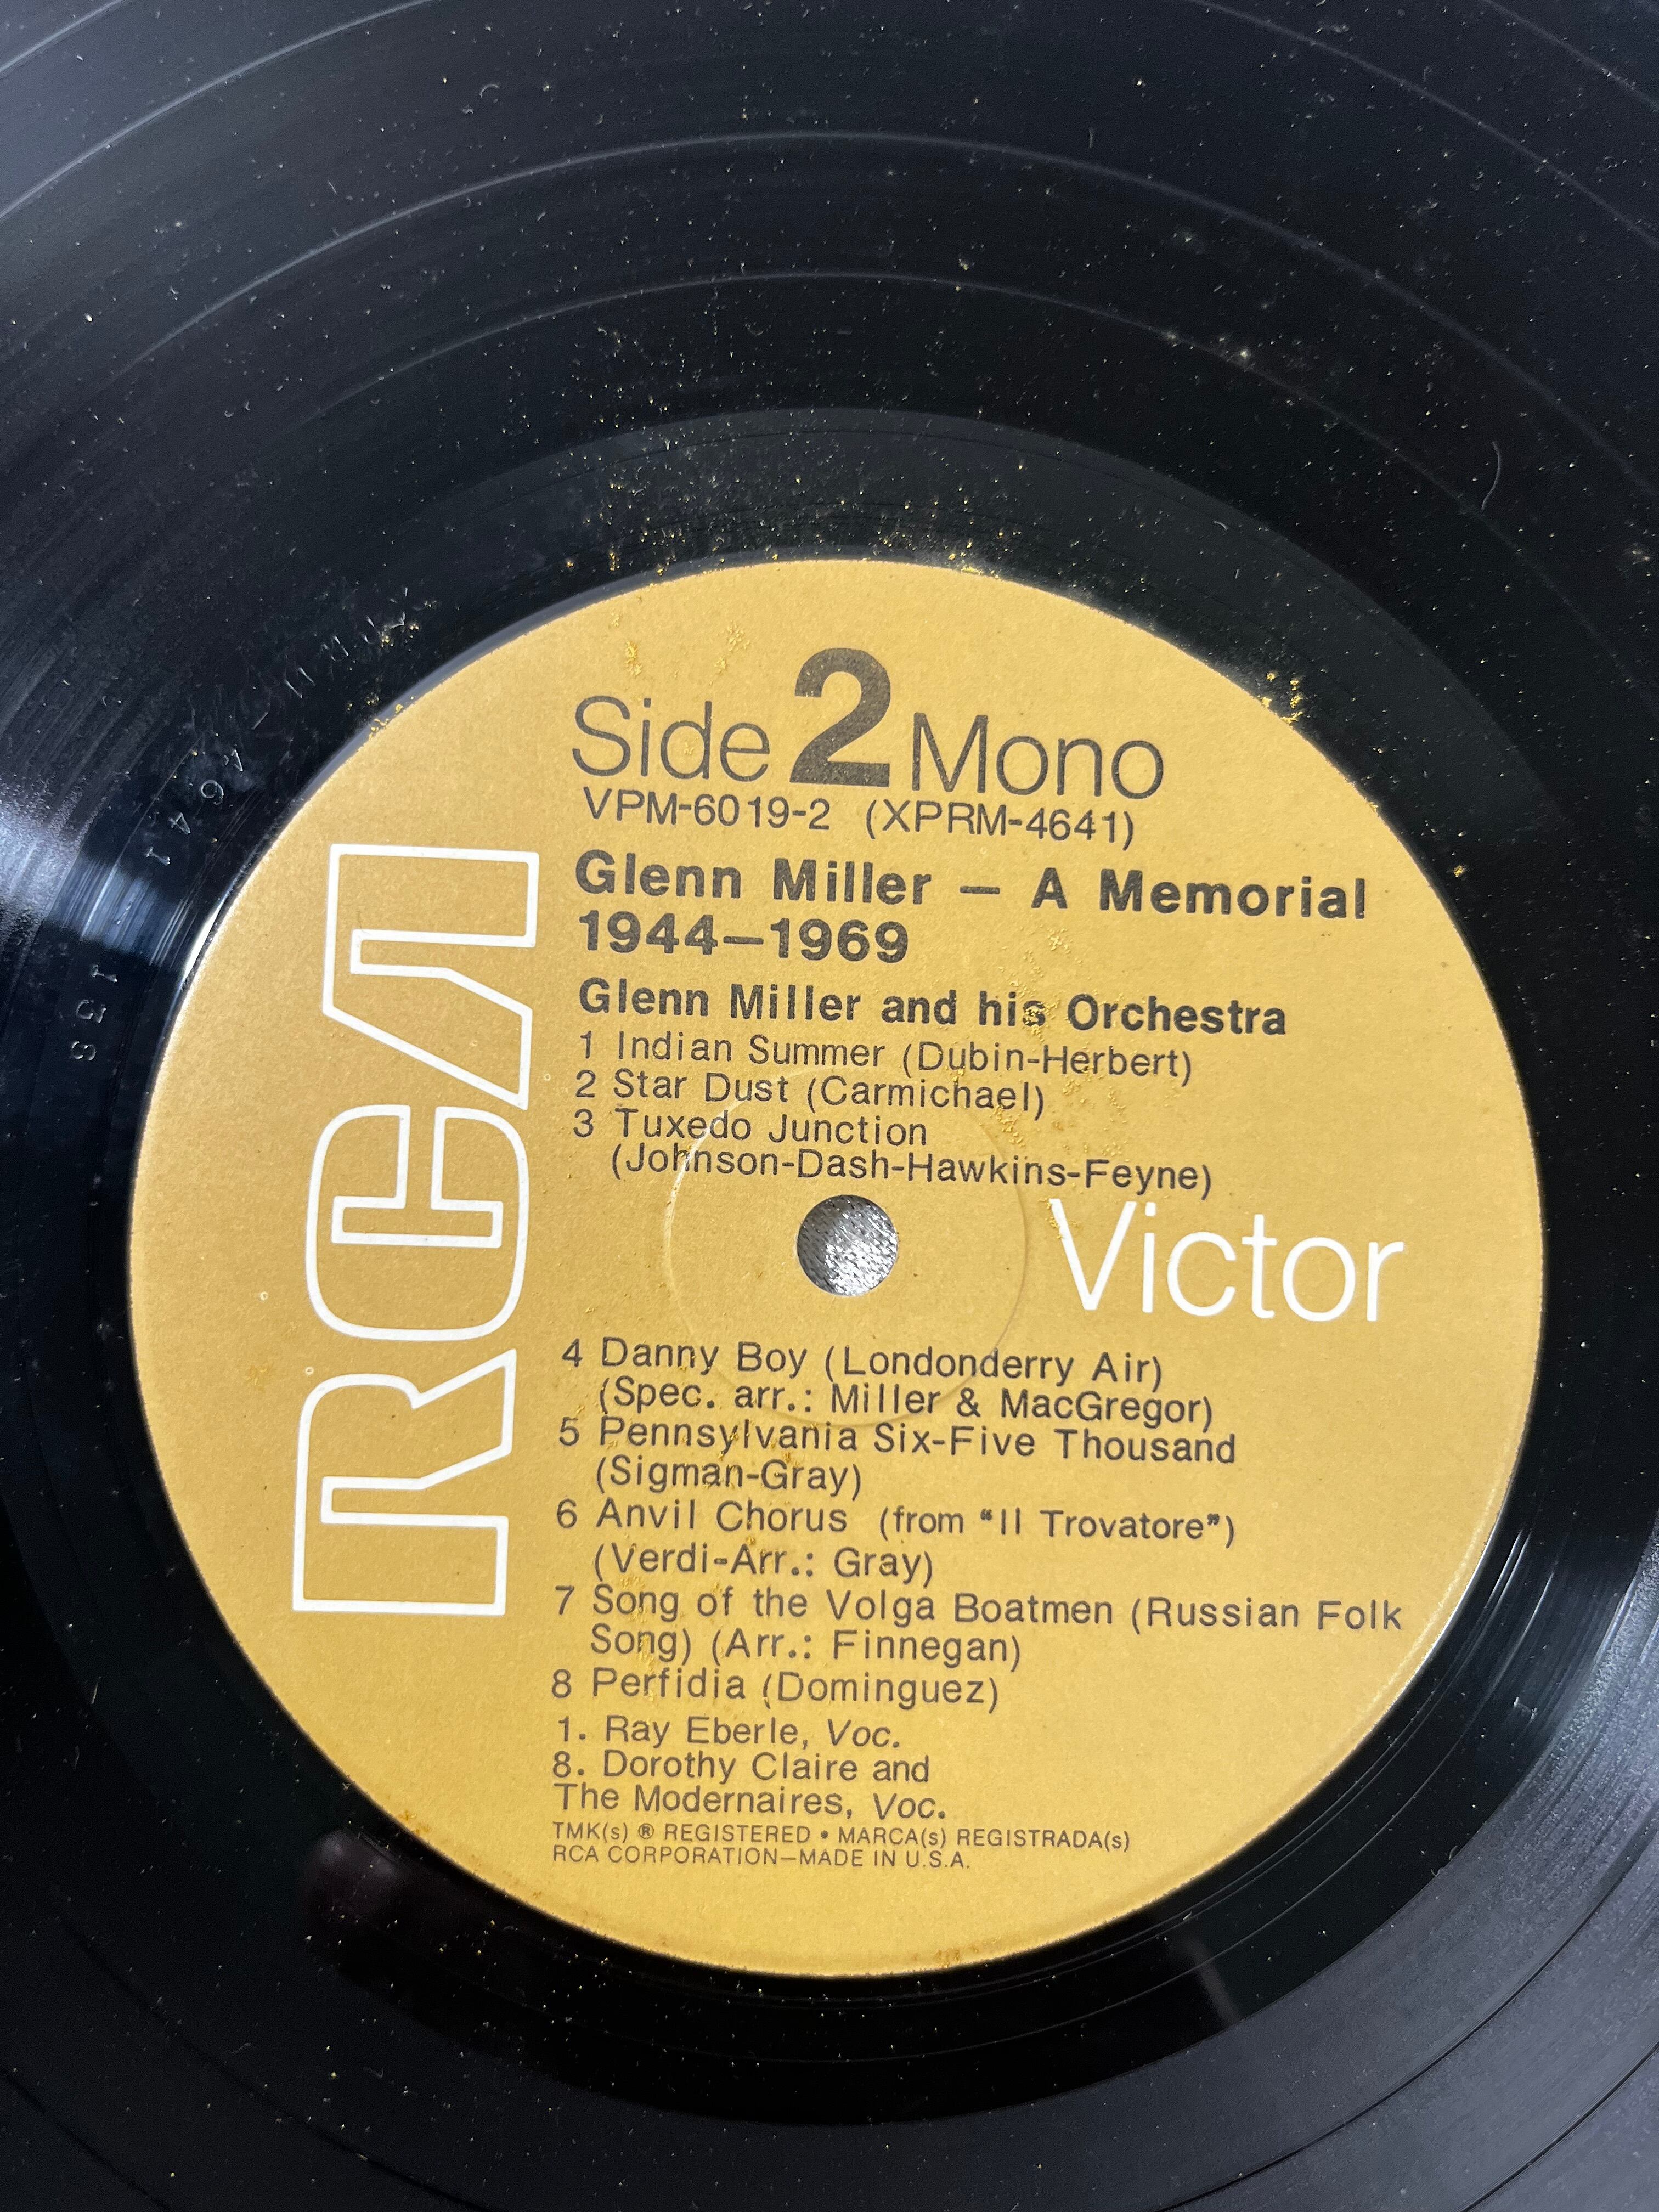 Side 2 Mono
VPM-6019-2 (XPRM-4641)
Glenn Miller – A Memorial
1944–1969
Glenn Miller and his Orchestra
1 Indian Summer (Dubin-Herbert)
2 Star Dust (Carmichael)
3 Tuxedo Junction
(Johnson-Dash-Hawkins-Feyne)
RCA
Victor
4 Danny Boy (Londonderry Air)
(Spec. arr.: Miller & MacGregor)
5 Pennsylvania Six-Five Thousand
(Sigman-Gray)
6 Anvil Chorus (from "Il Trovatore")
(Verdi-Arr.: Gray)
7 Song of the Volga Boatmen (Russian Folk
Song) (Arr.: Finnegan)
8 Perfidia (Dominguez)
1. Ray Eberle, Voc.
8. Dorothy Claire and
The Modernaires, Voc.
TMK(s) ® REGISTERED • MARCA(s) REGISTRADA(s)
RCA CORPORATION—MADE IN U.S.A.
4641